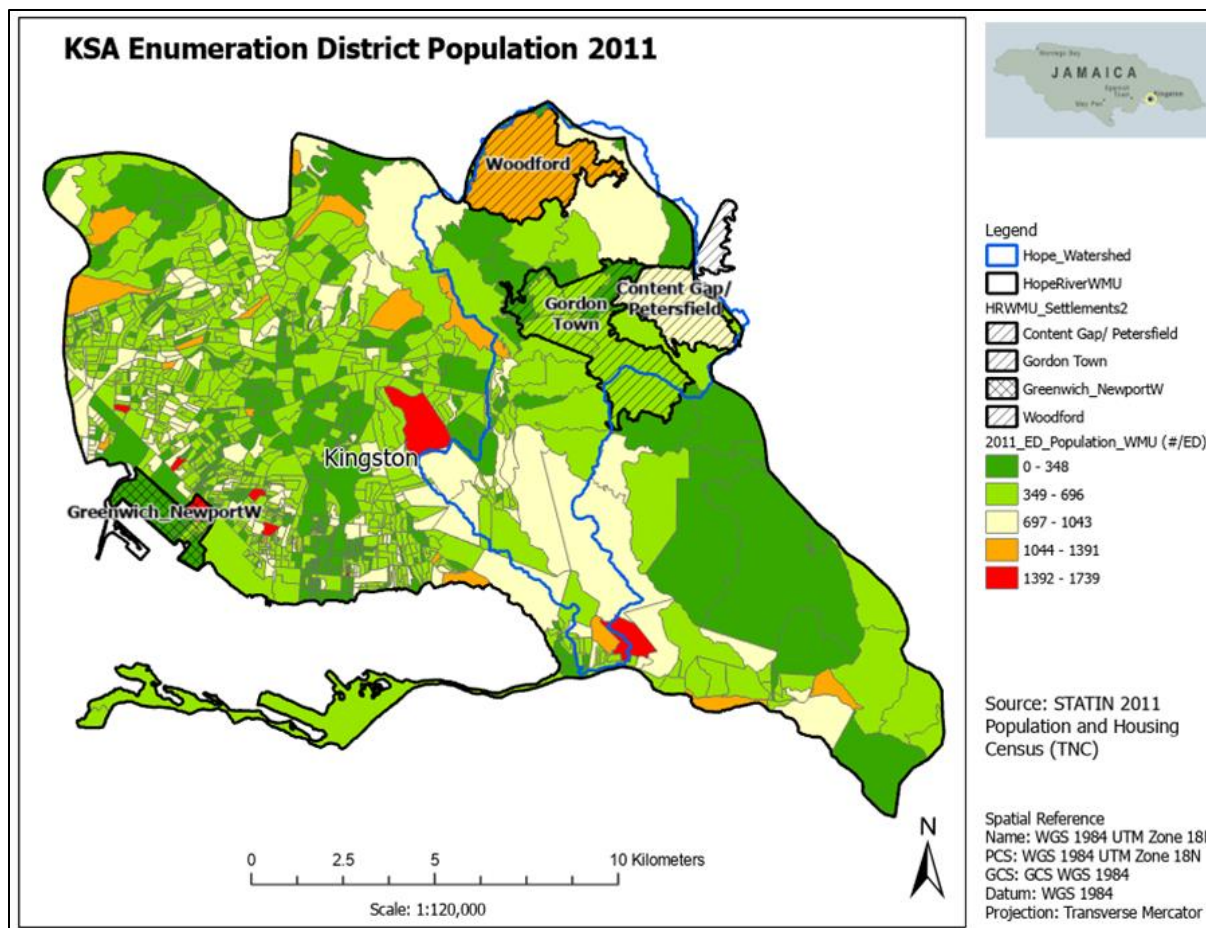 KSA Enumeration District Population 2011
Woodford
Content Gap/
Petersfield
Gordon
Town
Kingston
Greenwich_NewportW
0 2.5 5 10 Kilometers
Scale: 1:120,000
N
JAMAICA
Kingston
May Pen
Legend
Hope_Watershed
HopeRiverWMU
HRWMU_Settlements2
Content Gap/ Petersfield
Gordon Town
Greenwich_NewportW
Woodford
2011_ED_Population_WMU (#/ED)
0 - 348
349 - 696
697 - 1043
1044 - 1391
1392 - 1739
Source: STATIN 2011
Population and Housing
Census (TNC)
Spatial Reference
Name: WGS 1984 UTM Zone 18
PCS: WGS 1984 UTM Zone 18N
GCS: GCS WGS 1984
Datum: WGS 1984
Projection: Transverse Mercator